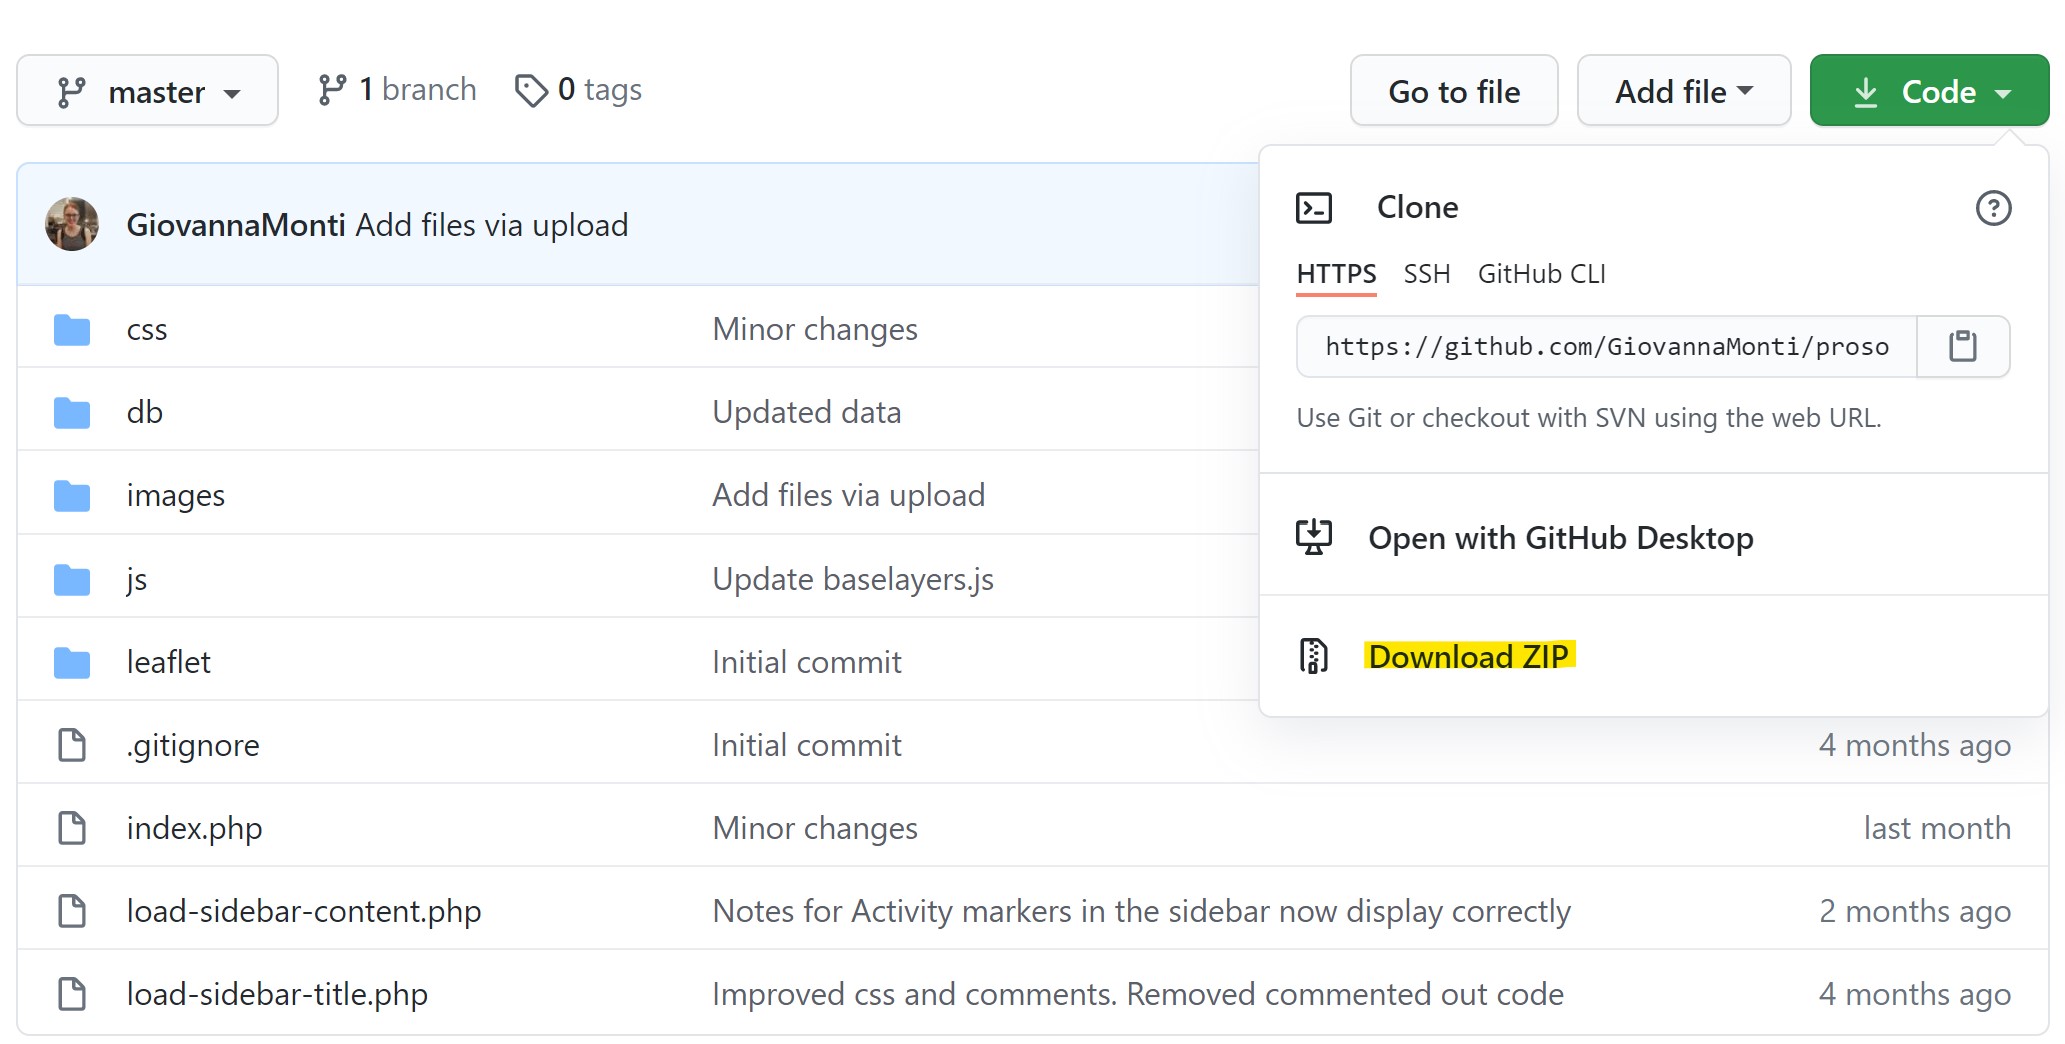 master 1 branch 0 tags Go to file Add file Code
GiovannaMonti Add files via upload
Clone
HTTPS SSH GitHub CLI
https://github.com/GiovannaMonti/proso
Use Git or checkout with SVN using the web URL.
Open with GitHub Desktop
Download ZIP
css Minor changes
db Updated data
images Add files via upload
js Update baselayers.js
leaflet Initial commit
.gitignore Initial commit 4 months ago
index.php Minor changes last month
load-sidebar-content.php Notes for Activity markers in the sidebar now display correctly 2 months ago
load-sidebar-title.php Improved css and comments. Removed commented out code 4 months ago